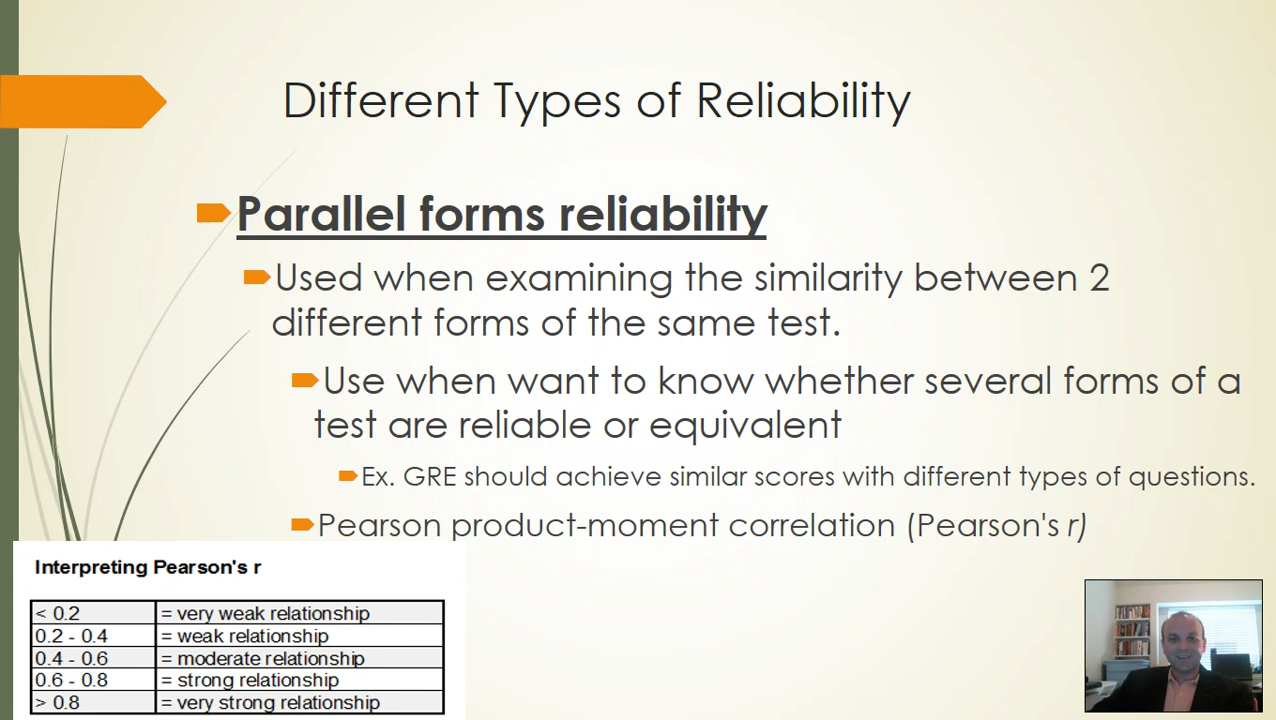 Different Types of Reliability
Parallel forms reliability
Used when examining the similarity between 2
different forms of the same test.
Use when want to know whether several forms of a
test are reliable or equivalent
Ex. GRE should achieve similar scores with different types of questions.
Pearson product-moment correlation (Pearson's r)
Interpreting Pearson's r
< 0.2 = very weak relationship
0.2 - 0.4 = weak relationship
0.4 - 0.6 = moderate relationship
0.6 - 0.8 = strong relationship
> 0.8 = very strong relationship